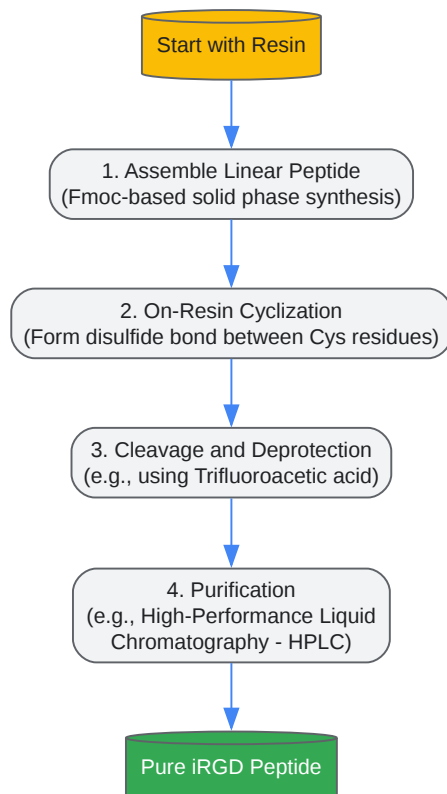 Start with Resin
1. Assemble Linear Peptide
(Fmoc-based solid phase synthesis)
2. On-Resin Cyclization
(Form disulfide bond between Cys residues)
3. Cleavage and Deprotection
(e.g., using Trifluoroacetic acid)
4. Purification
(e.g., High-Performance Liquid
Chromatography - HPLC)
Pure iRGD Peptide